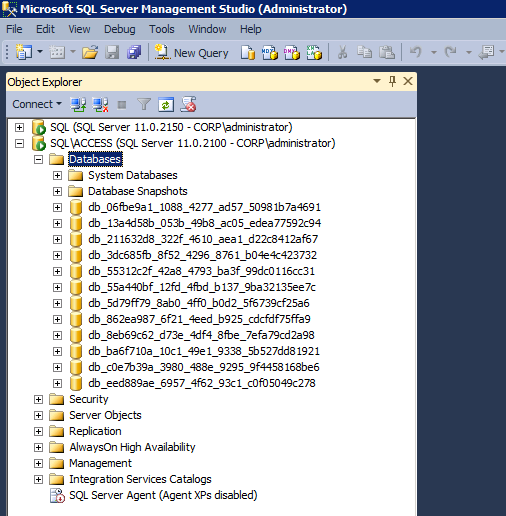 Microsoft SQL Server Management Studio (Administrator)
File Edit View Debug Tools Window Help
New Query
Object Explorer
Connect
SQL (SQL Server 11.0.2150 - CORP\administrator)
SQL\ACCESS (SQL Server 11.0.2100 - CORP\administrator)
Databases
System Databases
Database Snapshots
db_06fbe9a1_1088_4277_ad57_50981b7a4691
db_13a4d58b_053b_49b8_ac05_edea77592c94
db_211632d8_322f_4610_aea1_d22c8412af67
db_3dc685fb_8f52_4296_8761_b04e4c423732
db_55312c2f_42a8_4793_ba3f_99dc0116cc31
db_55a440bf_12fd_4fbd_b137_9ba32135ee7c
db_5d79ff79_8ab0_4ff0_b0d2_5f6739cf25a6
db_862ea987_6f21_4eed_b925_cdcfdf75ffa9
db_8eb69c62_d73e_4df4_8fbe_7efa79cd2a98
db_ba6f710a_10c1_49e1_9338_5b527dd81921
db_c0e7b39a_3980_488e_9295_9f4458168be6
db_eed889ae_6957_4f62_93c1_c0f05049c278
Security
Server Objects
Replication
AlwaysOn High Availability
Management
Integration Services Catalogs
SQL Server Agent (Agent XPs disabled)